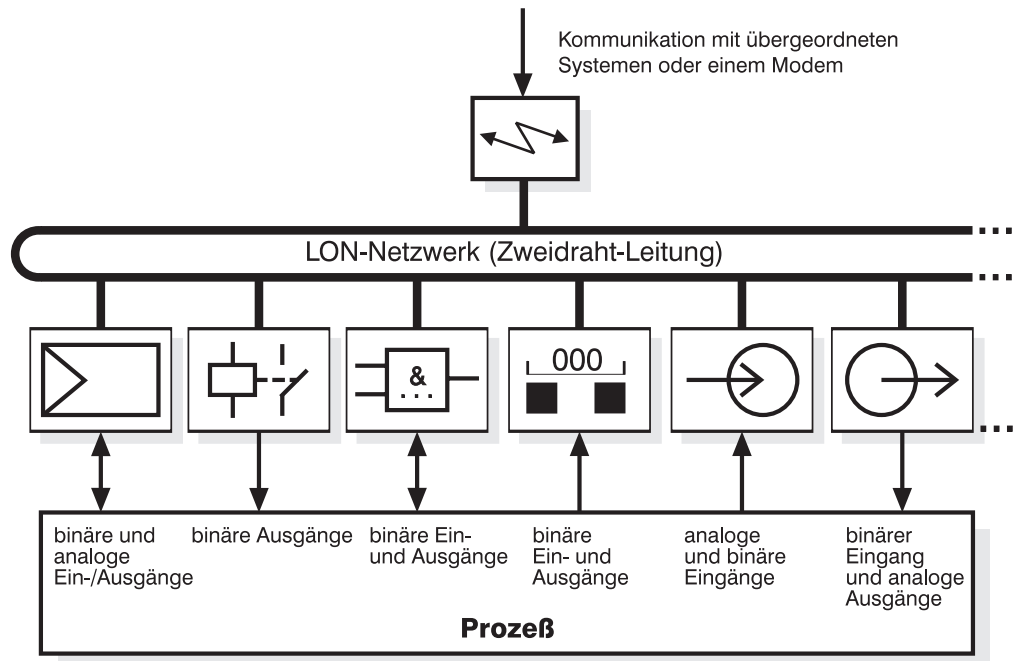 Kommunikation mit übergeordneten
Systemen oder einem Modem
LON-Netzwerk (Zweidraht-Leitung)
&
...
000
binäre und
analoge
Ein-/Ausgänge
binäre Ausgänge
binäre Ein-
und Ausgänge
binäre
Ein- und
Ausgänge
analoge
und binäre
Eingänge
binärer
Eingang
und analoge
Ausgänge
Prozeß